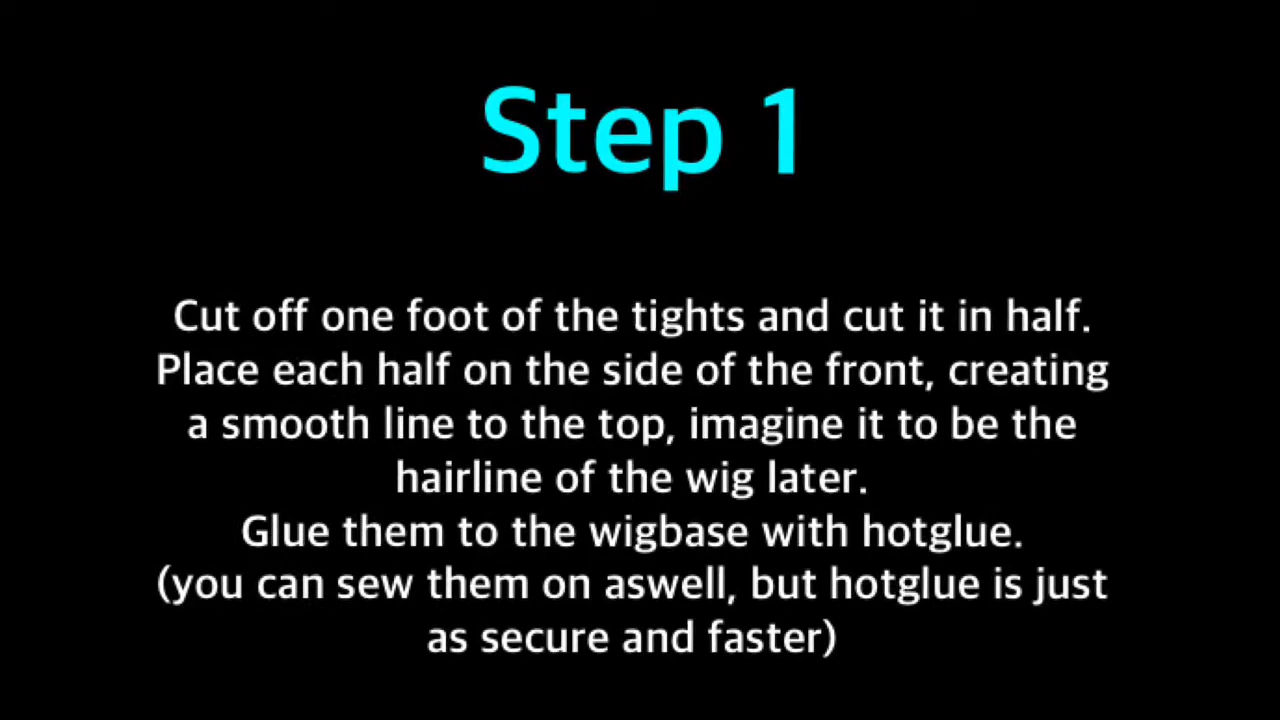 Step 1
Cut off one foot of the tights and cut it in half.
Place each half on the side of the front, creating
a smooth line to the top, imagine it to be the
hairline of the wig later.
Glue them to the wigbase with hotglue.
(you can sew them on aswell, but hotglue is just
as secure and faster)